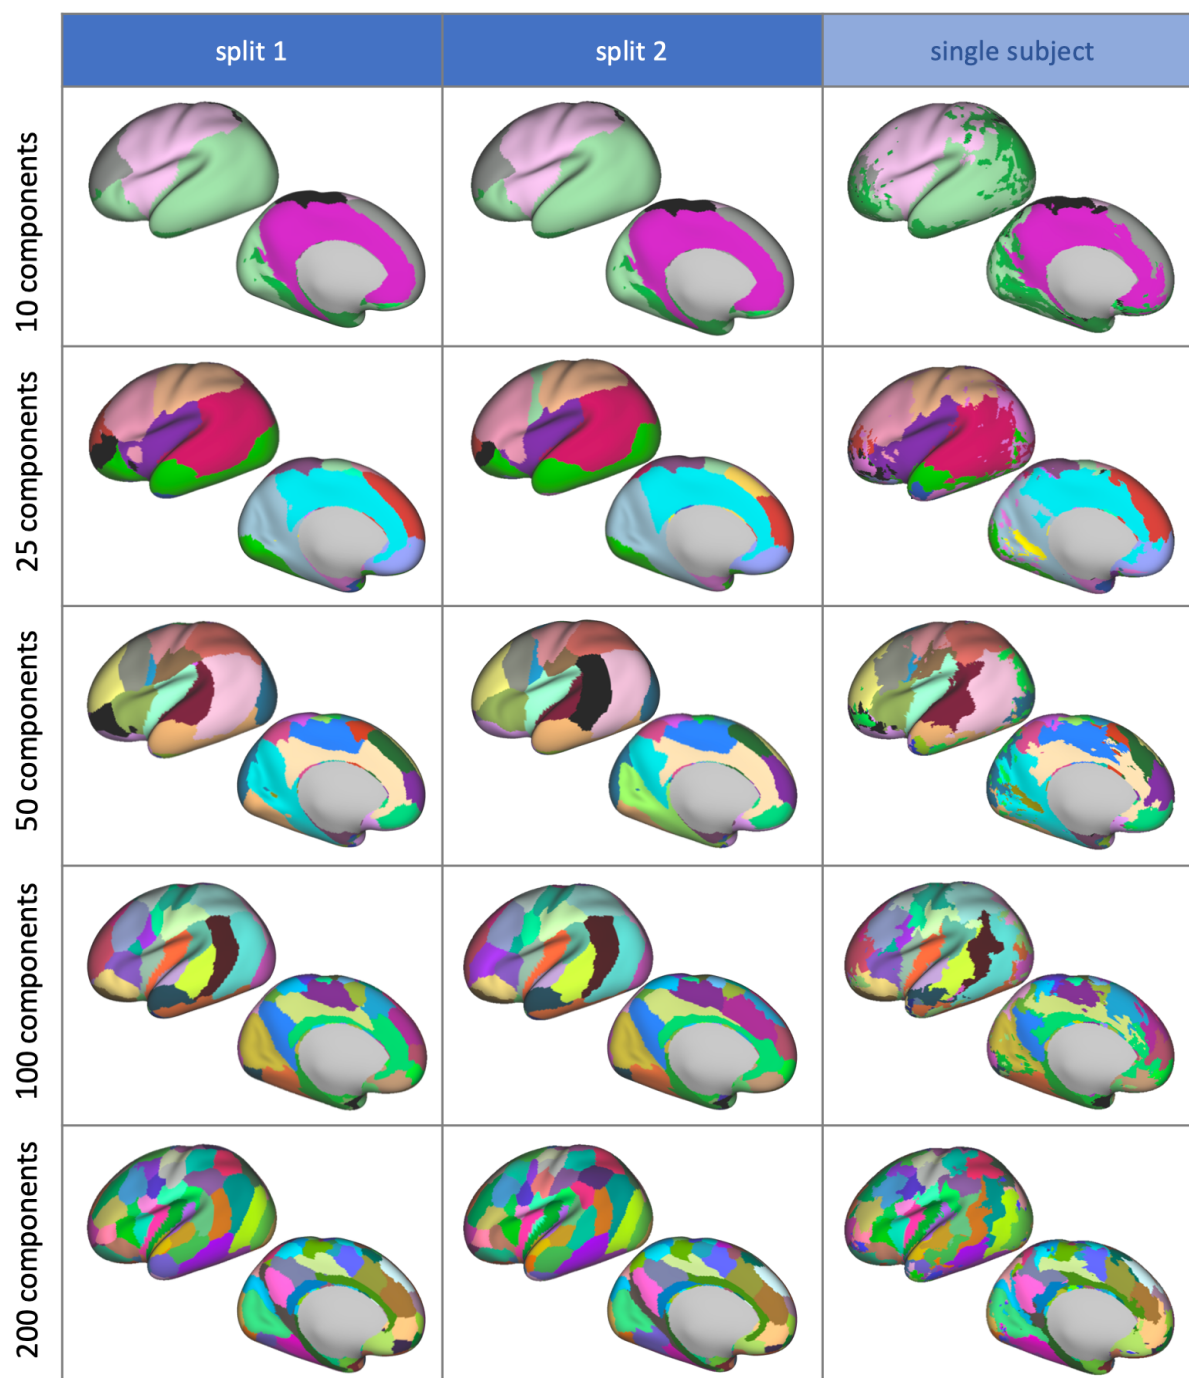 split 1
split 2
single subject
10 components
25 components
50 components
100 components
200 components